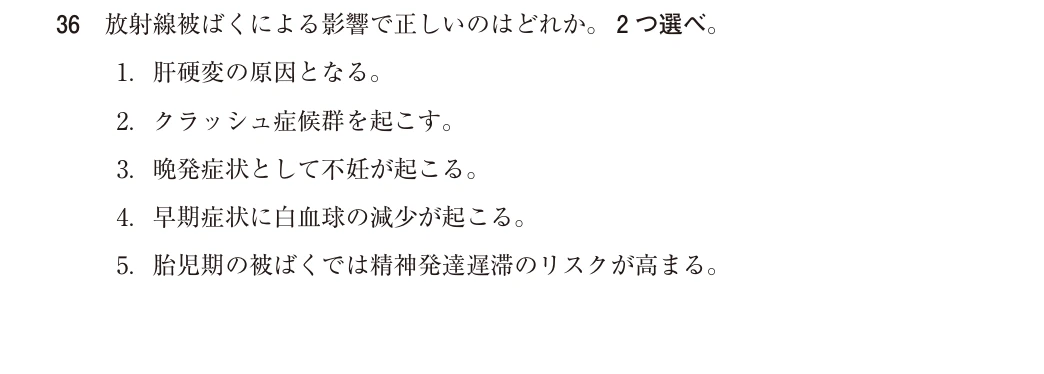 36 放射線被ばくによる影響で正しいのはどれか。2つ選べ。
1. 肝硬変の原因となる。
2. クラッシュ症候群を起こす。
3. 晩発症状として不妊が起こる。
4. 早期症状に白血球の減少が起こる。
5. 胎児期の被ばくでは精神発達遅滞のリスクが高まる。